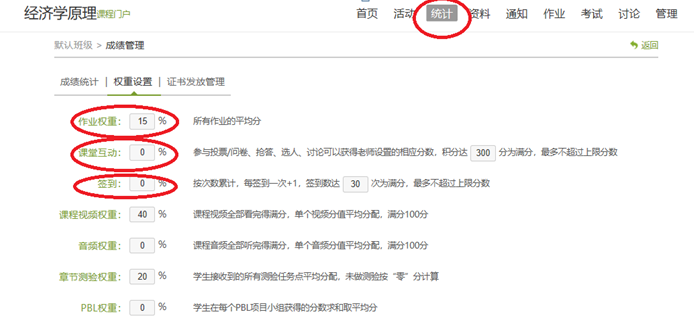 经济学原理课程门户 首页 活动 统计 资料 通知 作业 考试 讨论 管理
默认班级 > 成绩管理 返回
成绩统计 | 权重设置 | 证书发放管理
作业权重： 15 % 所有作业的平均分
课堂互动： 0 % 参与投票/问卷、抢答、选人、讨论可以获得老师设置的相应分数，积分达 300 分为满分，最多不超过上限分数
签到： 0 % 按次数累计，每签到一次+1，签到数达 30 次为满分，最多不超过上限分数
课程视频权重： 40 % 课程视频全部看完得满分，单个视频分值平均分配，满分100分
音频权重： 0 % 课程音频全部听完得满分，单个音频分值平均分配，满分100分
章节测验权重： 20 % 学生接收到的所有测验任务点平均分配，未做测验按“零”分计算
PBL权重： 0 % 学生在每个PBL项目小组获得的分数求和取平均分